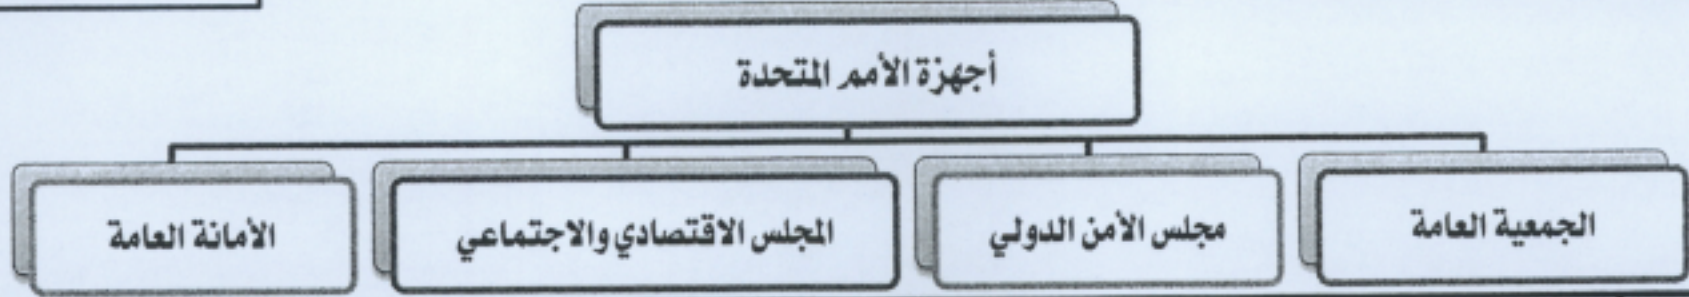 أجهزة الأمم المتحدة
الجمعية العامة
مجلس الأمن الدولي
المجلس الاقتصادي والاجتماعي
الأمانة العامة